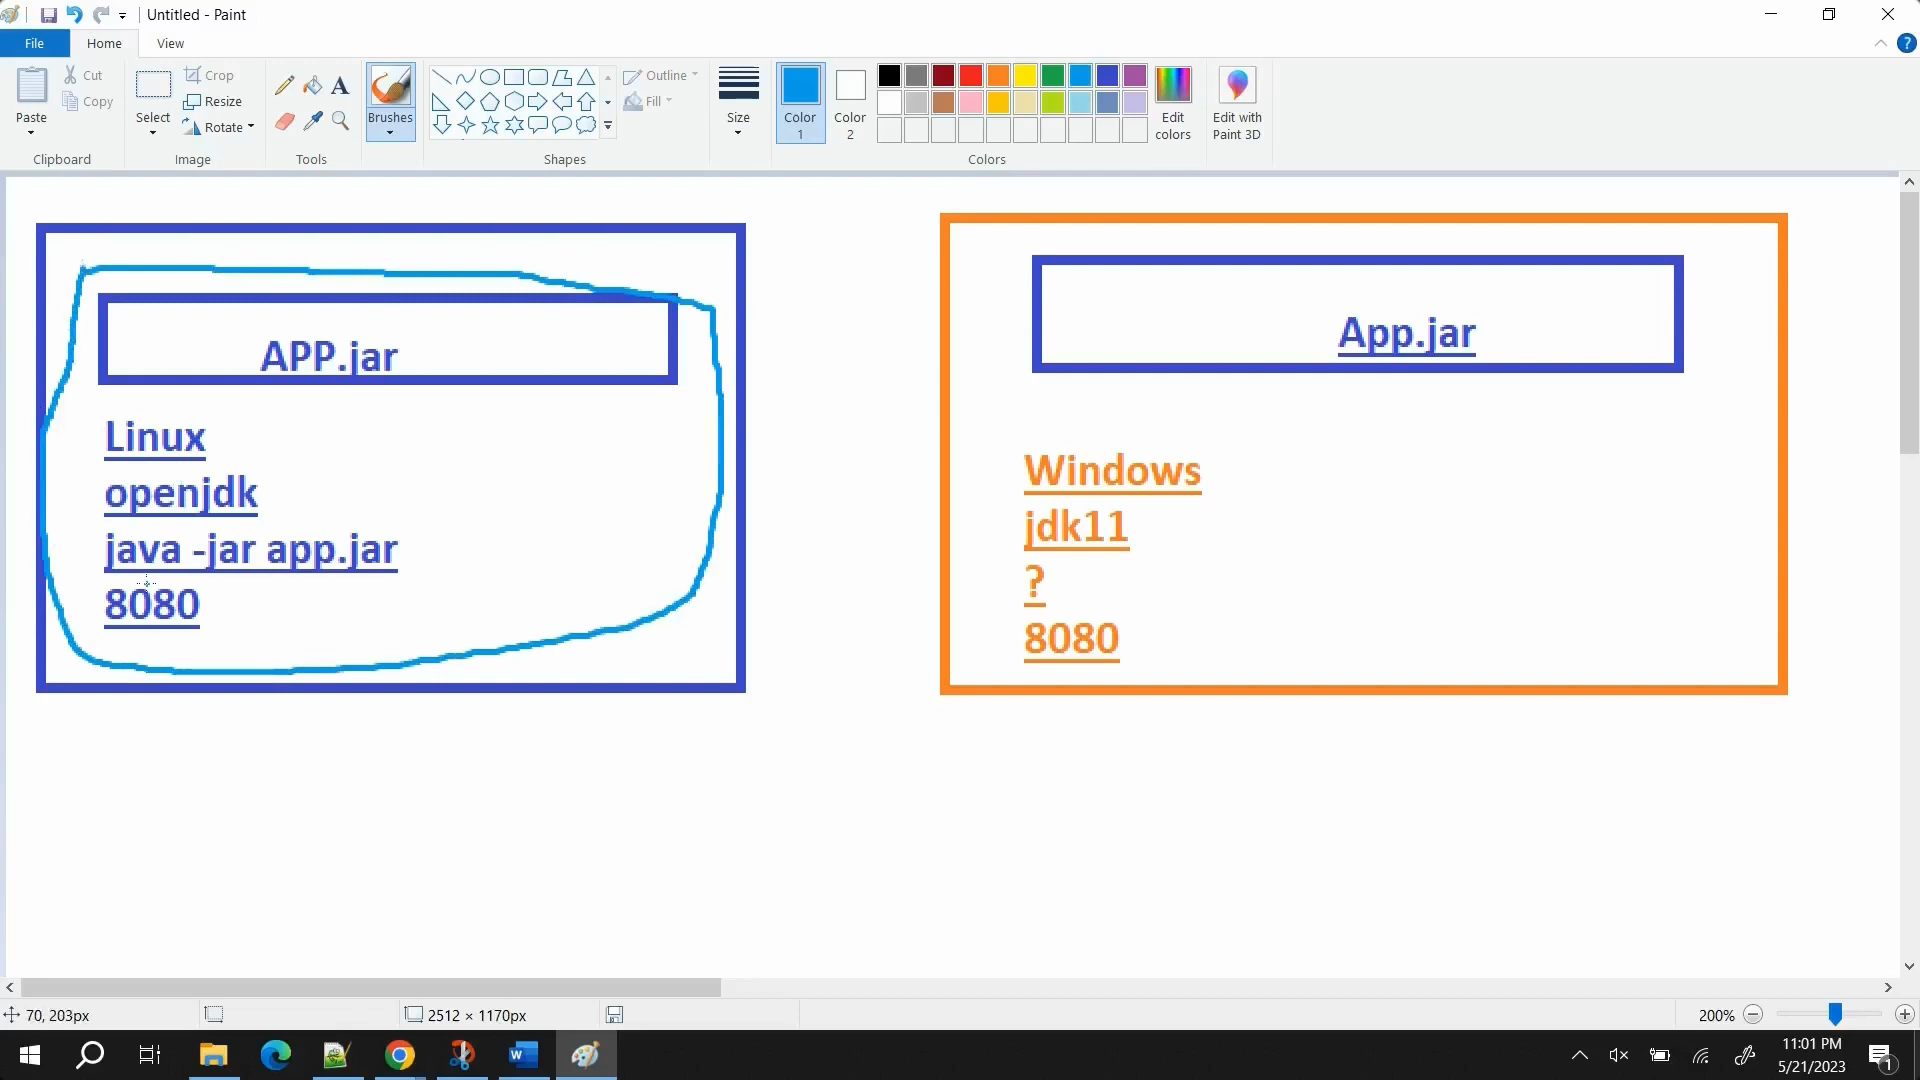 Untitled - Paint
File
Home
View
Paste
Cut
Copy
Clipboard
Select
Crop
Resize
Rotate
Image
A
Tools
Brushes
Shapes
Outline
Fill
Size
Color
1
Color
2
Colors
Edit
colors
Edit with
Paint 3D
?
APP.jar
Linux
openjdk
java -jar app.jar
8080
App.jar
Windows
jdk11
?
8080
70, 203px
2512 × 1170px
200%
W
11:01 PM
5/21/2023
1